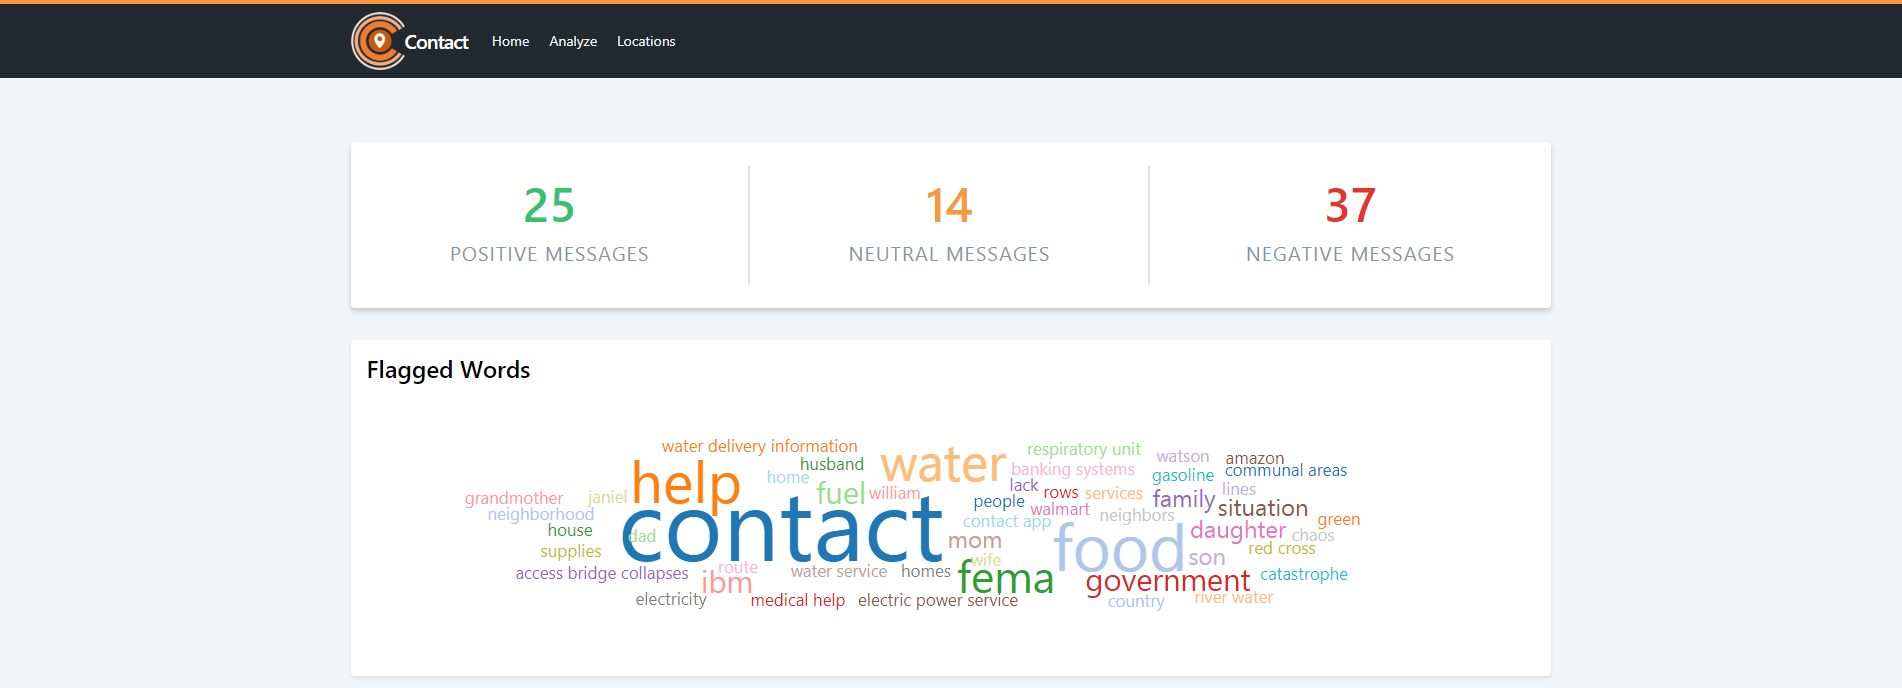 Contact Home Analyze Locations
25 14 37
POSITIVE MESSAGES NEUTRAL MESSAGES NEGATIVE MESSAGES
Flagged Words
water delivery information
respiratory unit
watson
amazon
husband
water
banking systems
communal areas
home
gasoline
help
fuel
william
lack
rows
services
lines
grandmother
janiel
people
walmart
family
situation
neighborhood
contact
contact app
neighbors
green
house
dad
mom
food
daughter
chaos
supplies
wife
son
red cross
access bridge collapses
route
water service
homes
fema
government
catastrophe
ibm
electricity
medical help
electric power service
country
river water